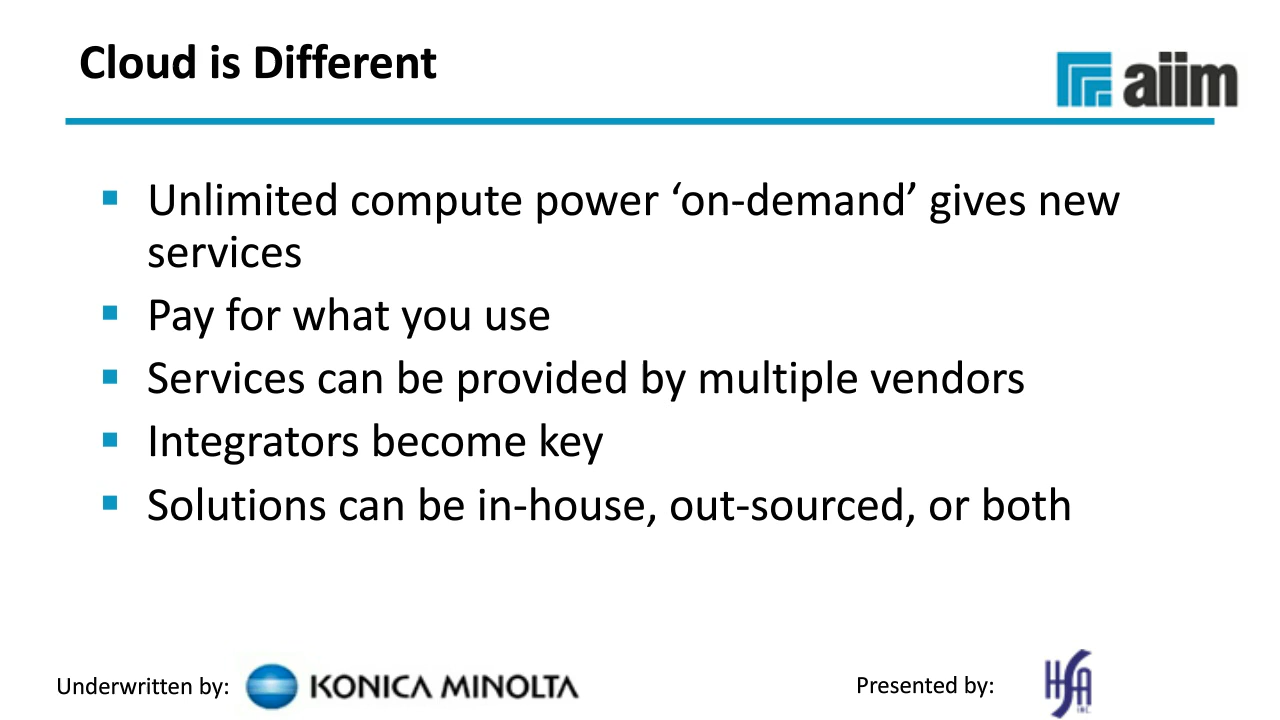 Cloud is Different
aiim
Unlimited compute power ‘on-demand’ gives new
services
Pay for what you use
Services can be provided by multiple vendors
Integrators become key
Solutions can be in-house, out-sourced, or both
Underwritten by:
KONICA MINOLTA
Presented by:
HSA
INC.